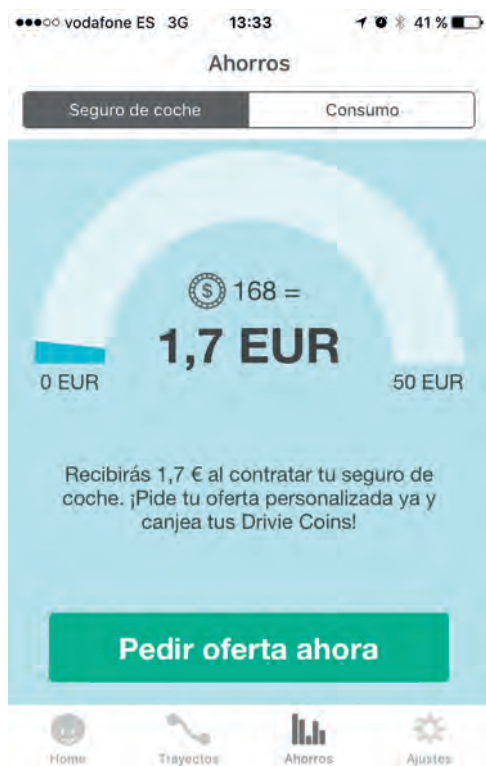 vodafone ES 3G 13:33 41 %
Ahorros
Seguro de coche Consumo
$ 168 =
1,7 EUR
0 EUR 50 EUR
Recibirás 1,7 € al contratar tu seguro de
coche. ¡Pide tu oferta personalizada ya y
canjea tus Drivie Coins!
Pedir oferta ahora
Home Trayectos Ahorros Ajustes